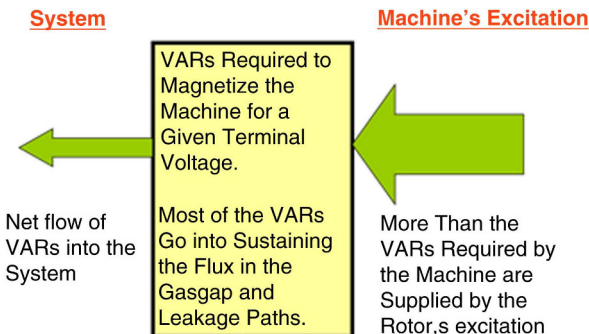 System
Machine's Excitation
VARs Required to
Magnetize the
Machine for a
Given Terminal
Voltage.
Most of the VARs
Go into Sustaining
the Flux in the
Gasgap and
Leakage Paths.
Net flow of
VARs into the
System
More Than the
VARs Required by
the Machine are
Supplied by the
Rotor,s excitation